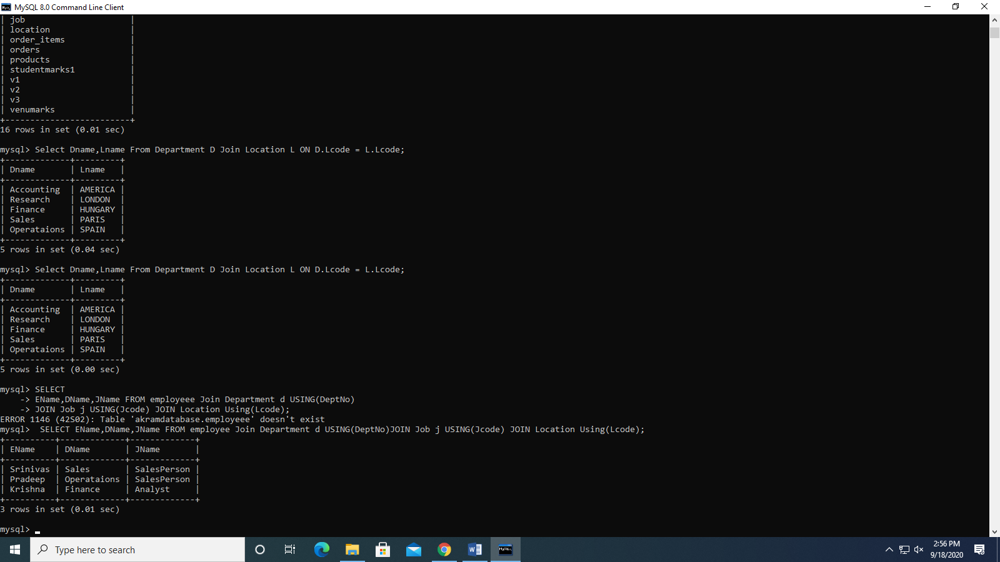 MySQL 8.0 Command Line Client
| job                     |
| location                |
| order_items             |
| orders                  |
| products                |
| studentmarks1           |
| v1                      |
| v2                      |
| v3                      |
| venumarks               |
+-------------------------+
16 rows in set (0.01 sec)
mysql> Select Dname,Lname From Department D Join Location L ON D.Lcode = L.Lcode;
+-------------+---------+
| Dname       | Lname   |
+-------------+---------+
| Accounting  | AMERICA |
| Research    | LONDON  |
| Finance     | HUNGARY |
| Sales       | PARIS   |
| Operataions | SPAIN   |
+-------------+---------+
5 rows in set (0.04 sec)
mysql> Select Dname,Lname From Department D Join Location L ON D.Lcode = L.Lcode;
+-------------+---------+
| Dname       | Lname   |
+-------------+---------+
| Accounting  | AMERICA |
| Research    | LONDON  |
| Finance     | HUNGARY |
| Sales       | PARIS   |
| Operataions | SPAIN   |
+-------------+---------+
5 rows in set (0.00 sec)
mysql> SELECT
    -> EName,DName,JName FROM employeee Join Department d USING(DeptNo)
    -> JOIN Job j USING(Jcode) JOIN Location Using(Lcode);
ERROR 1146 (42S02): Table 'akramdatabase.employeee' doesn't exist
mysql>  SELECT EName,DName,JName FROM employee Join Department d USING(DeptNo)JOIN Job j USING(Jcode) JOIN Location Using(Lcode);
+----------+-------------+-------------+
| EName    | DName       | JName       |
+----------+-------------+-------------+
| Srinivas | Sales       | SalesPerson |
| Pradeep  | Operataions | SalesPerson |
| Krishna  | Finance     | Analyst     |
+----------+-------------+-------------+
3 rows in set (0.01 sec)
mysql> _
Type here to search
2:56 PM
9/18/2020